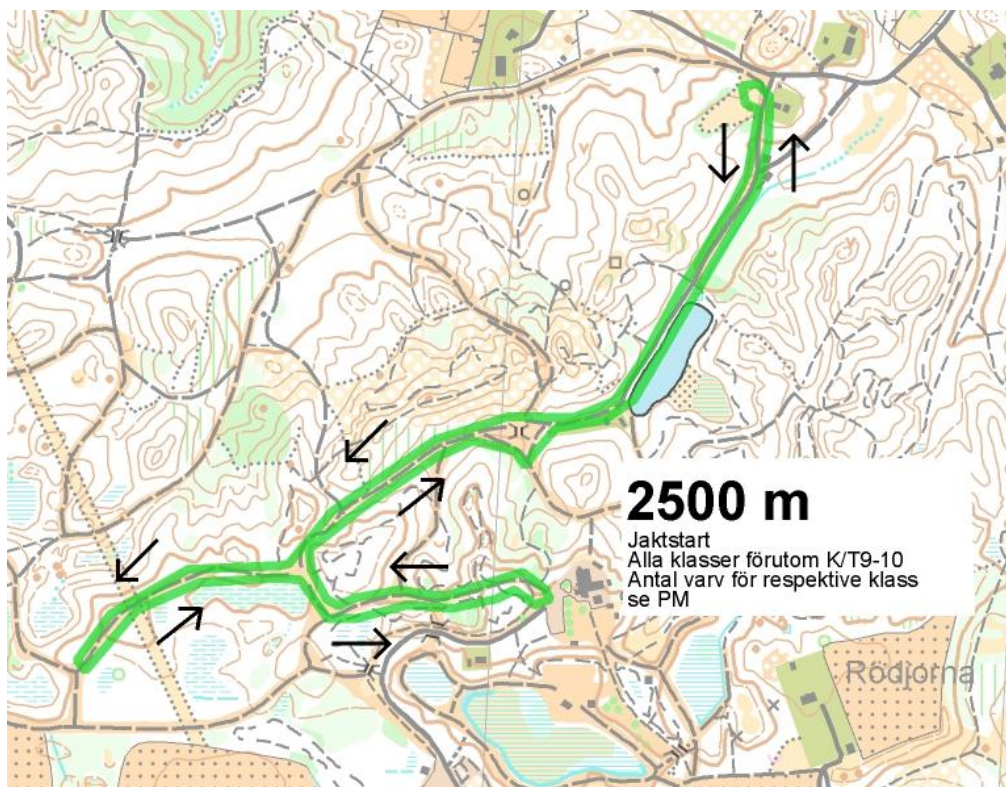 2500 m
Jaktstart
Alla klasser förutom K/T9-10
Antal varv för respektive klass
se PM
Rödjorna